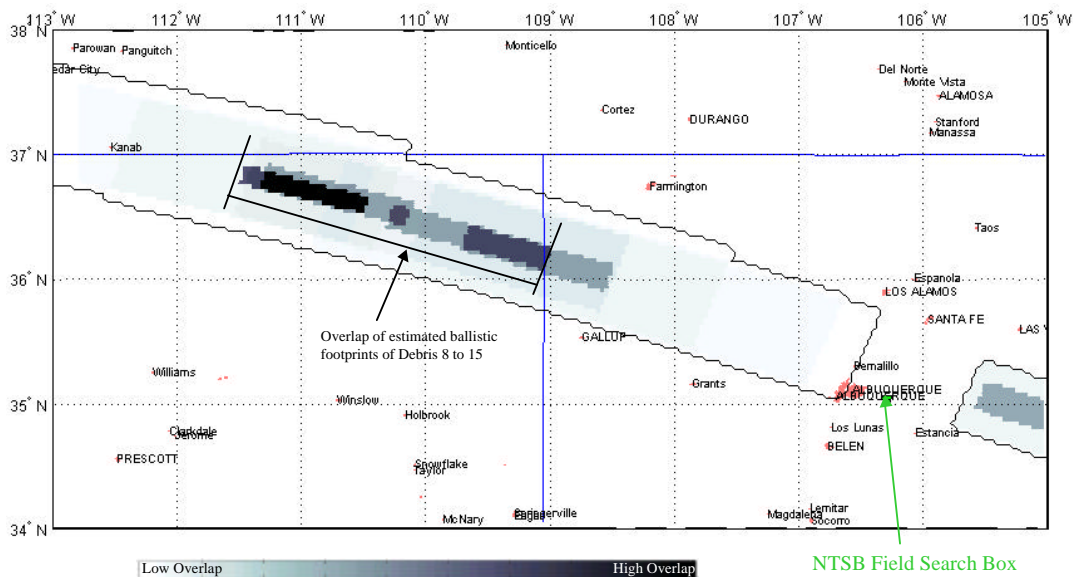 113° W 112° W 111° W 110° W 109° W 108° W 107° W 106° W 105° W
38° N
Parowan
Panguitch
Monticello
edar City
Del Norte
Monte Vista
ALAMOSA
Cortez
DURANGO
Stanford
Manassa
Kanab
37° N
Farmington
Taos
36° N
Espanola
LOS ALAMOS
SANTA FE
LAS V
Overlap of estimated ballistic
footprints of Debris 8 to 15
GALLUP
Bernalillo
Williams
Grants
ALBUQUERQUE
ALBUQUERQUE
35° N
Winslow
Holbrook
Clarkdale
Jerome
Los Lunas
Estancia
BELEN
PRESCOTT
Snowflake
Taylor
McNary
Springerville
Eagar
Magdalena
Lemitar
Socorro
34° N
Low Overlap High Overlap
NTSB Field Search Box